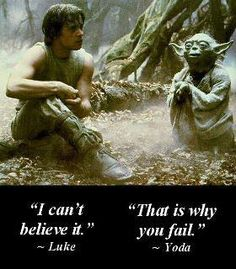 “I can’t
believe it.”
~ Luke
“That is why
you fail.”
~ Yoda